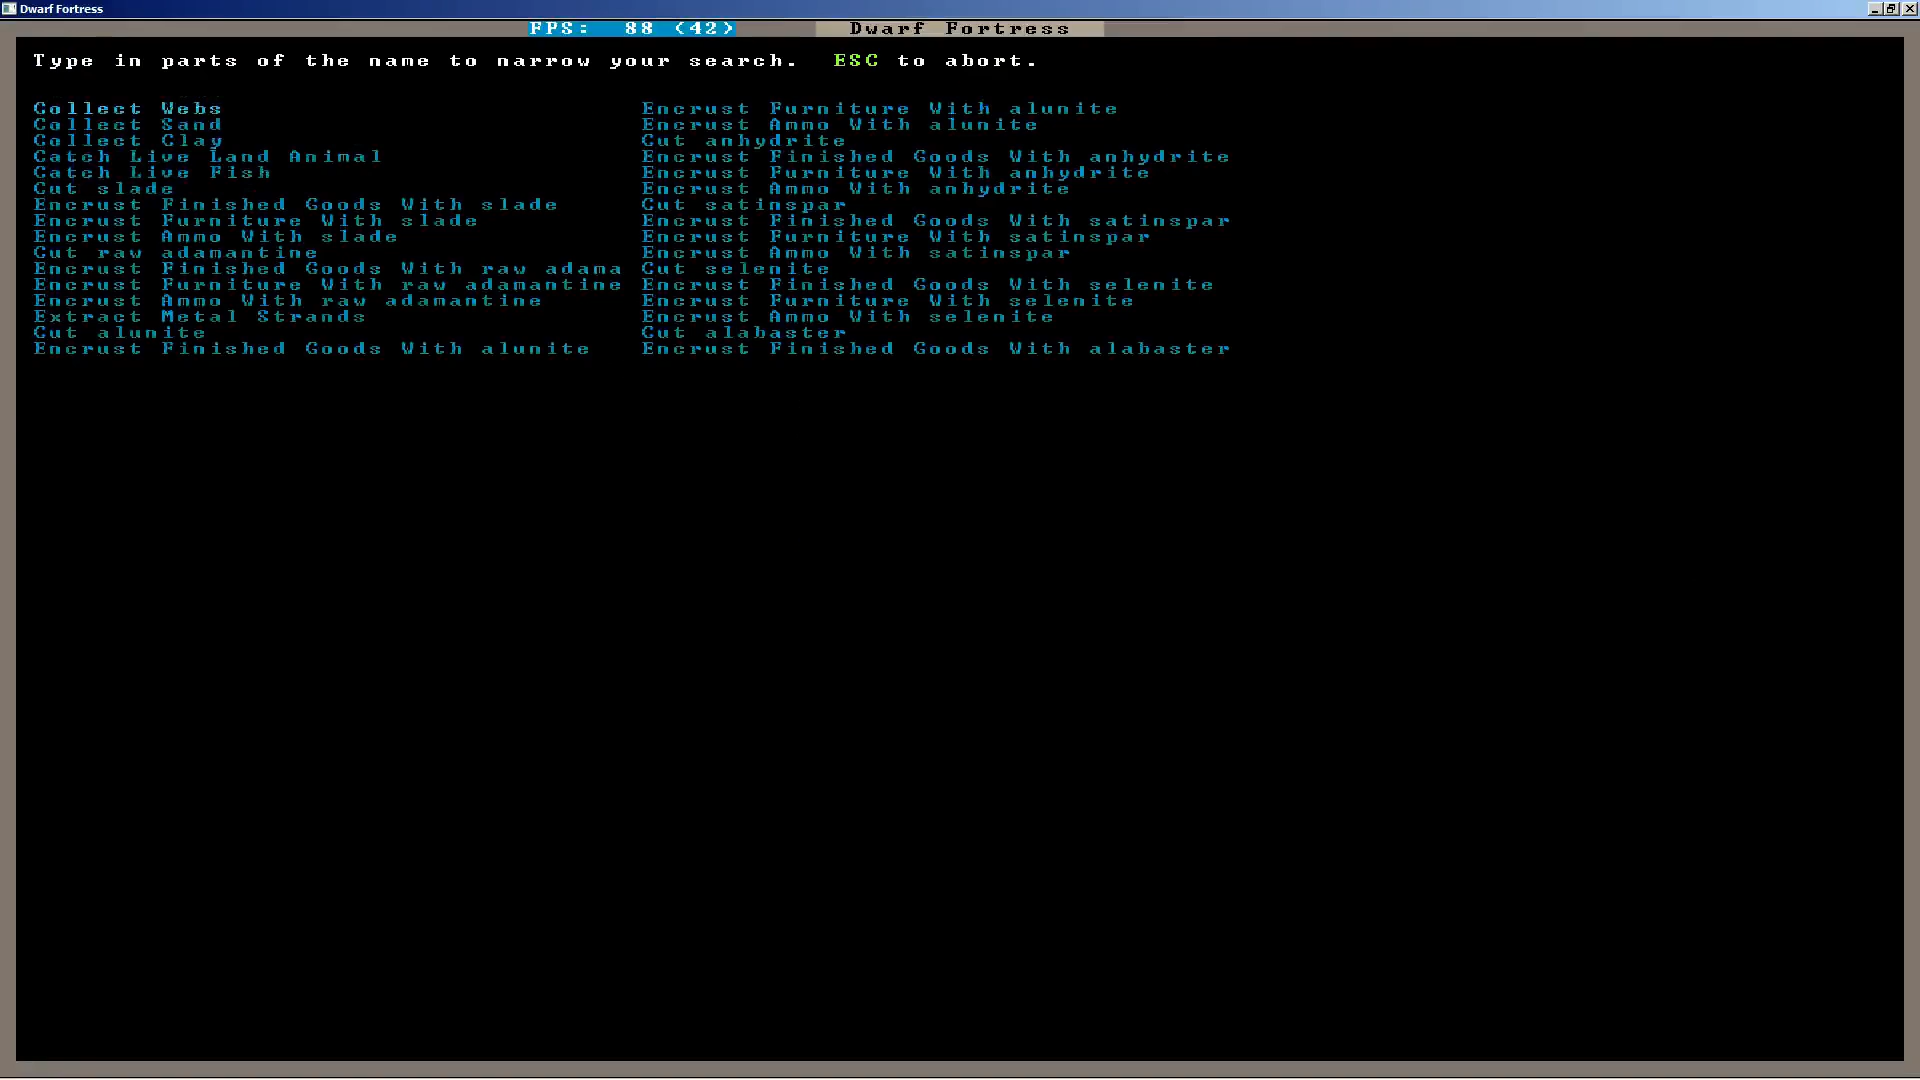 Dwarf Fortress
FPS: 88 (42)
Dwarf Fortress
Type in parts of the name to narrow your search. ESC to abort.
Collect Webs
Collect Sand
Collect Clay
Catch Live Land Animal
Catch Live Fish
Cut slade
Encrust Finished Goods With slade
Encrust Furniture With slade
Encrust Ammo With slade
Cut raw adamantine
Encrust Finished Goods With raw adama
Encrust Furniture With raw adamantine
Encrust Ammo With raw adamantine
Extract Metal Strands
Cut alunite
Encrust Finished Goods With alunite
Encrust Furniture With alunite
Encrust Ammo With alunite
Cut anhydrite
Encrust Finished Goods With anhydrite
Encrust Furniture With anhydrite
Encrust Ammo With anhydrite
Cut satinspar
Encrust Finished Goods With satinspar
Encrust Furniture With satinspar
Encrust Ammo With satinspar
Cut selenite
Encrust Finished Goods With selenite
Encrust Furniture With selenite
Encrust Ammo With selenite
Cut alabaster
Encrust Finished Goods With alabaster